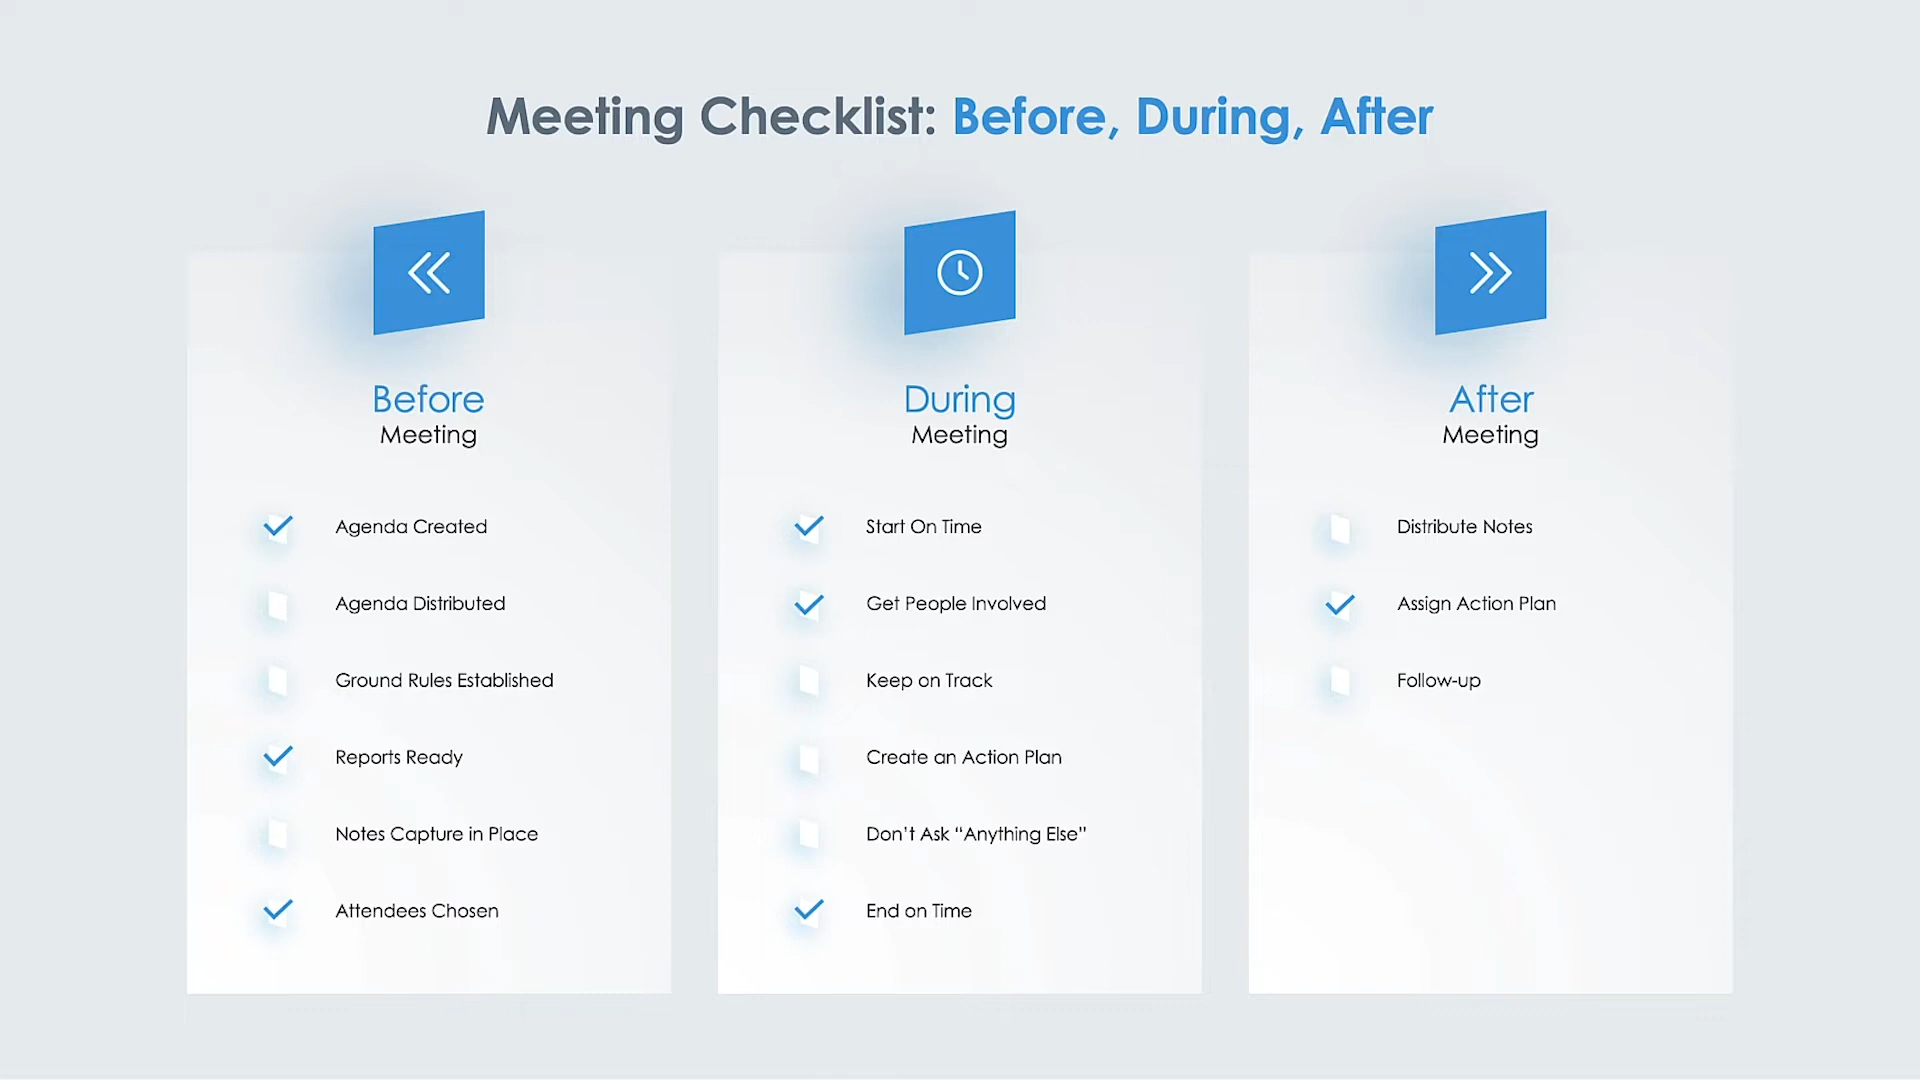 Meeting Checklist: Before, During, After
Before
Meeting
Agenda Created
Agenda Distributed
Ground Rules Established
Reports Ready
Notes Capture in Place
Attendees Chosen
During
Meeting
Start On Time
Get People Involved
Keep on Track
Create an Action Plan
Don’t Ask “Anything Else”
End on Time
After
Meeting
Distribute Notes
Assign Action Plan
Follow-up